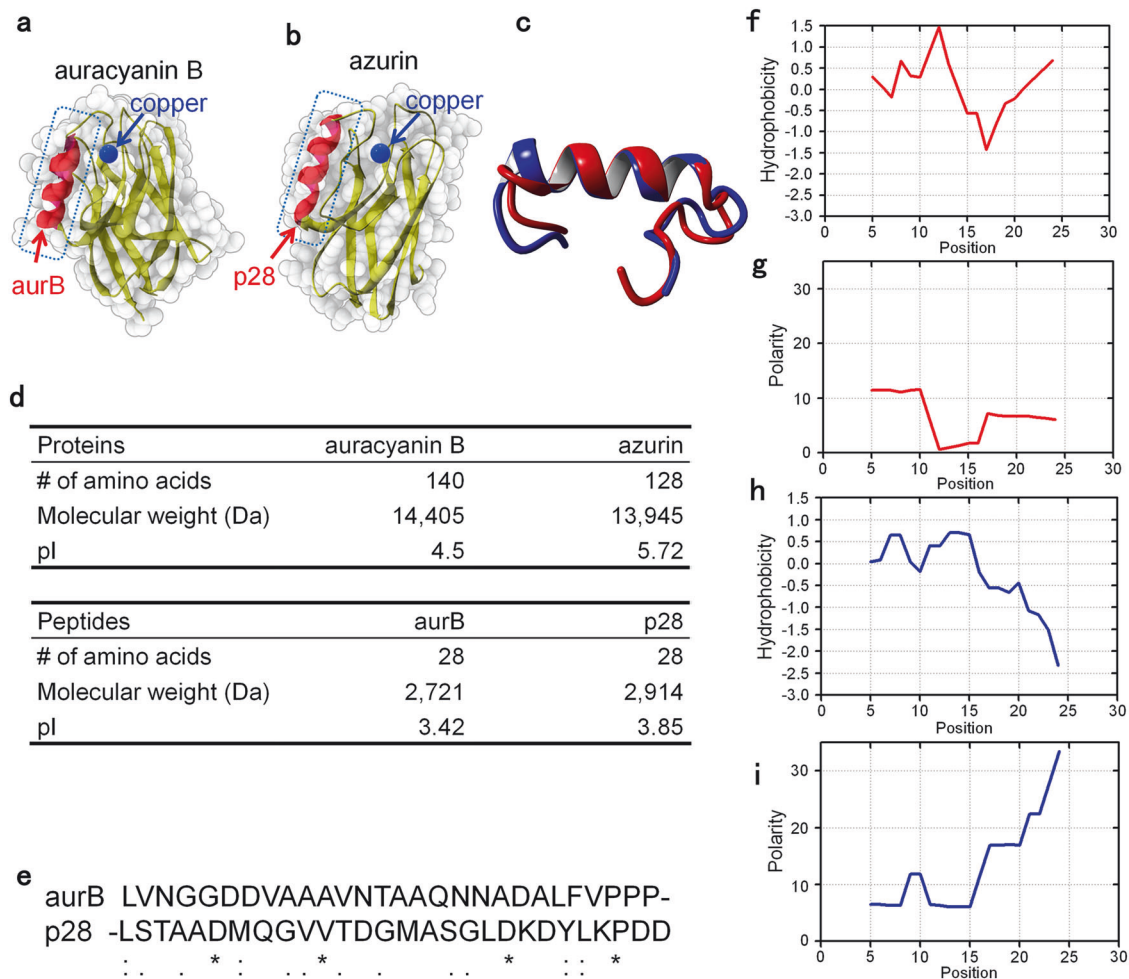 a
auracyanin B
copper
aurB
b
azurin
copper
p28
c
d
Proteins auracyanin B azurin
# of amino acids 140 128
Molecular weight (Da) 14,405 13,945
pI 4.5 5.72
Peptides aurB p28
# of amino acids 28 28
Molecular weight (Da) 2,721 2,914
pI 3.42 3.85
e
aurB LVNGGDDVAAAVNTAAQNNADALFVPPP-
p28 -LSTAADMQGVVTDGMASGLDKDYLKPDD
f
Hydrophobicity
1.5
1.0
0.5
0.0
-0.5
-1.0
-1.5
-2.0
-2.5
-3.0
0 5 10 15 20 25 30
Position
g
Polarity
30
20
10
0
0 5 10 15 20 25 30
Position
h
Hydrophobicity
1.5
1.0
0.5
0.0
-0.5
-1.0
-1.5
-2.0
-2.5
-3.0
0 5 10 15 20 25 30
Position
i
Polarity
30
20
10
0
0 5 10 15 20 25 30
Position